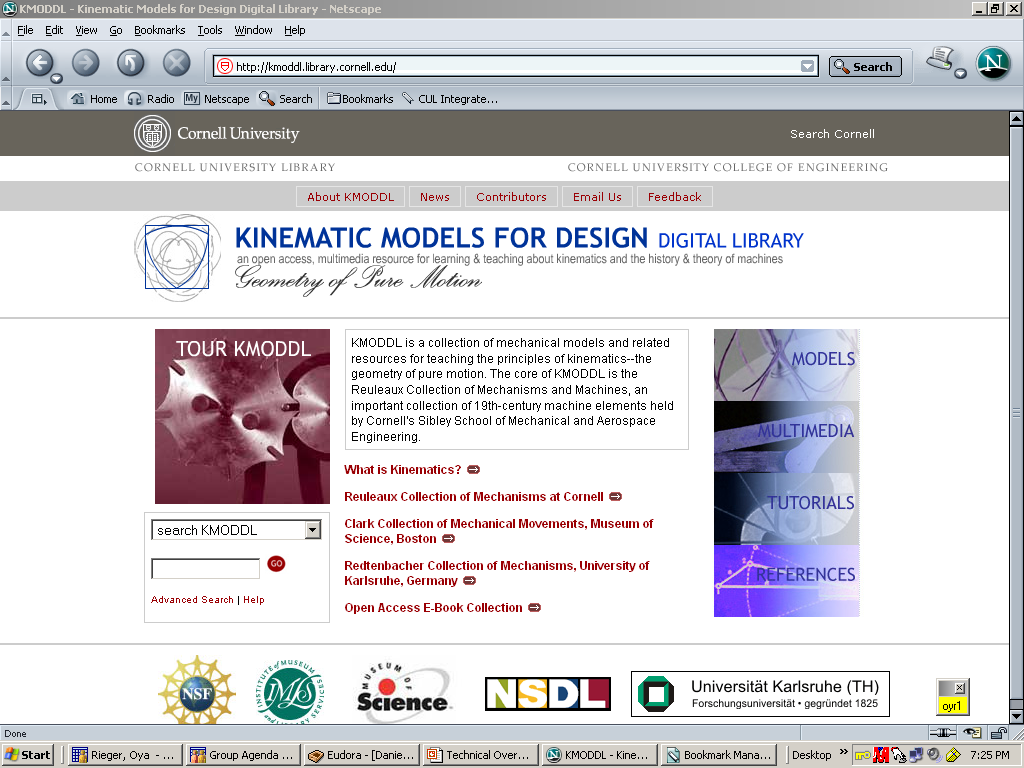 KMODDL - Kinematic Models for Design Digital Library - Netscape
File Edit View Go Bookmarks Tools Window Help
http://kmoddl.library.cornell.edu/ Search
Home Radio My Netscape Search Bookmarks CUL Integrate...
Cornell University Search Cornell
CORNELL UNIVERSITY LIBRARY CORNELL UNIVERSITY COLLEGE OF ENGINEERING
About KMODDL News Contributors Email Us Feedback
KINEMATIC MODELS FOR DESIGN DIGITAL LIBRARY
an open access, multimedia resource for learning & teaching about kinematics and the history & theory of machines
Geometry of Pure Motion
TOUR KMODDL
KMODDL is a collection of mechanical models and related
resources for teaching the principles of kinematics--the
geometry of pure motion. The core of KMODDL is the
Reuleaux Collection of Mechanisms and Machines, an
important collection of 19th-century machine elements held
by Cornell's Sibley School of Mechanical and Aerospace
Engineering.
What is Kinematics?
Reuleaux Collection of Mechanisms at Cornell
Clark Collection of Mechanical Movements, Museum of
Science, Boston
Redtenbacher Collection of Mechanisms, University of
Karlsruhe, Germany
Open Access E-Book Collection
MODELS
MULTIMEDIA
TUTORIALS
REFERENCES
search KMODDL
GO
Advanced Search | Help
NSF
INSTITUTE of MUSEUM and LIBRARY SERVICES
IMLS
MUSEUM OF
Science.
NSDL
Universität Karlsruhe (TH)
Forschungsuniversität • gegründet 1825
oyr1
Done
Start Rieger, Oya - ... Group Agenda ... Eudora - [Danie... Technical Over... KMODDL - Kine... Bookmark Mana... Desktop » 7:25 PM